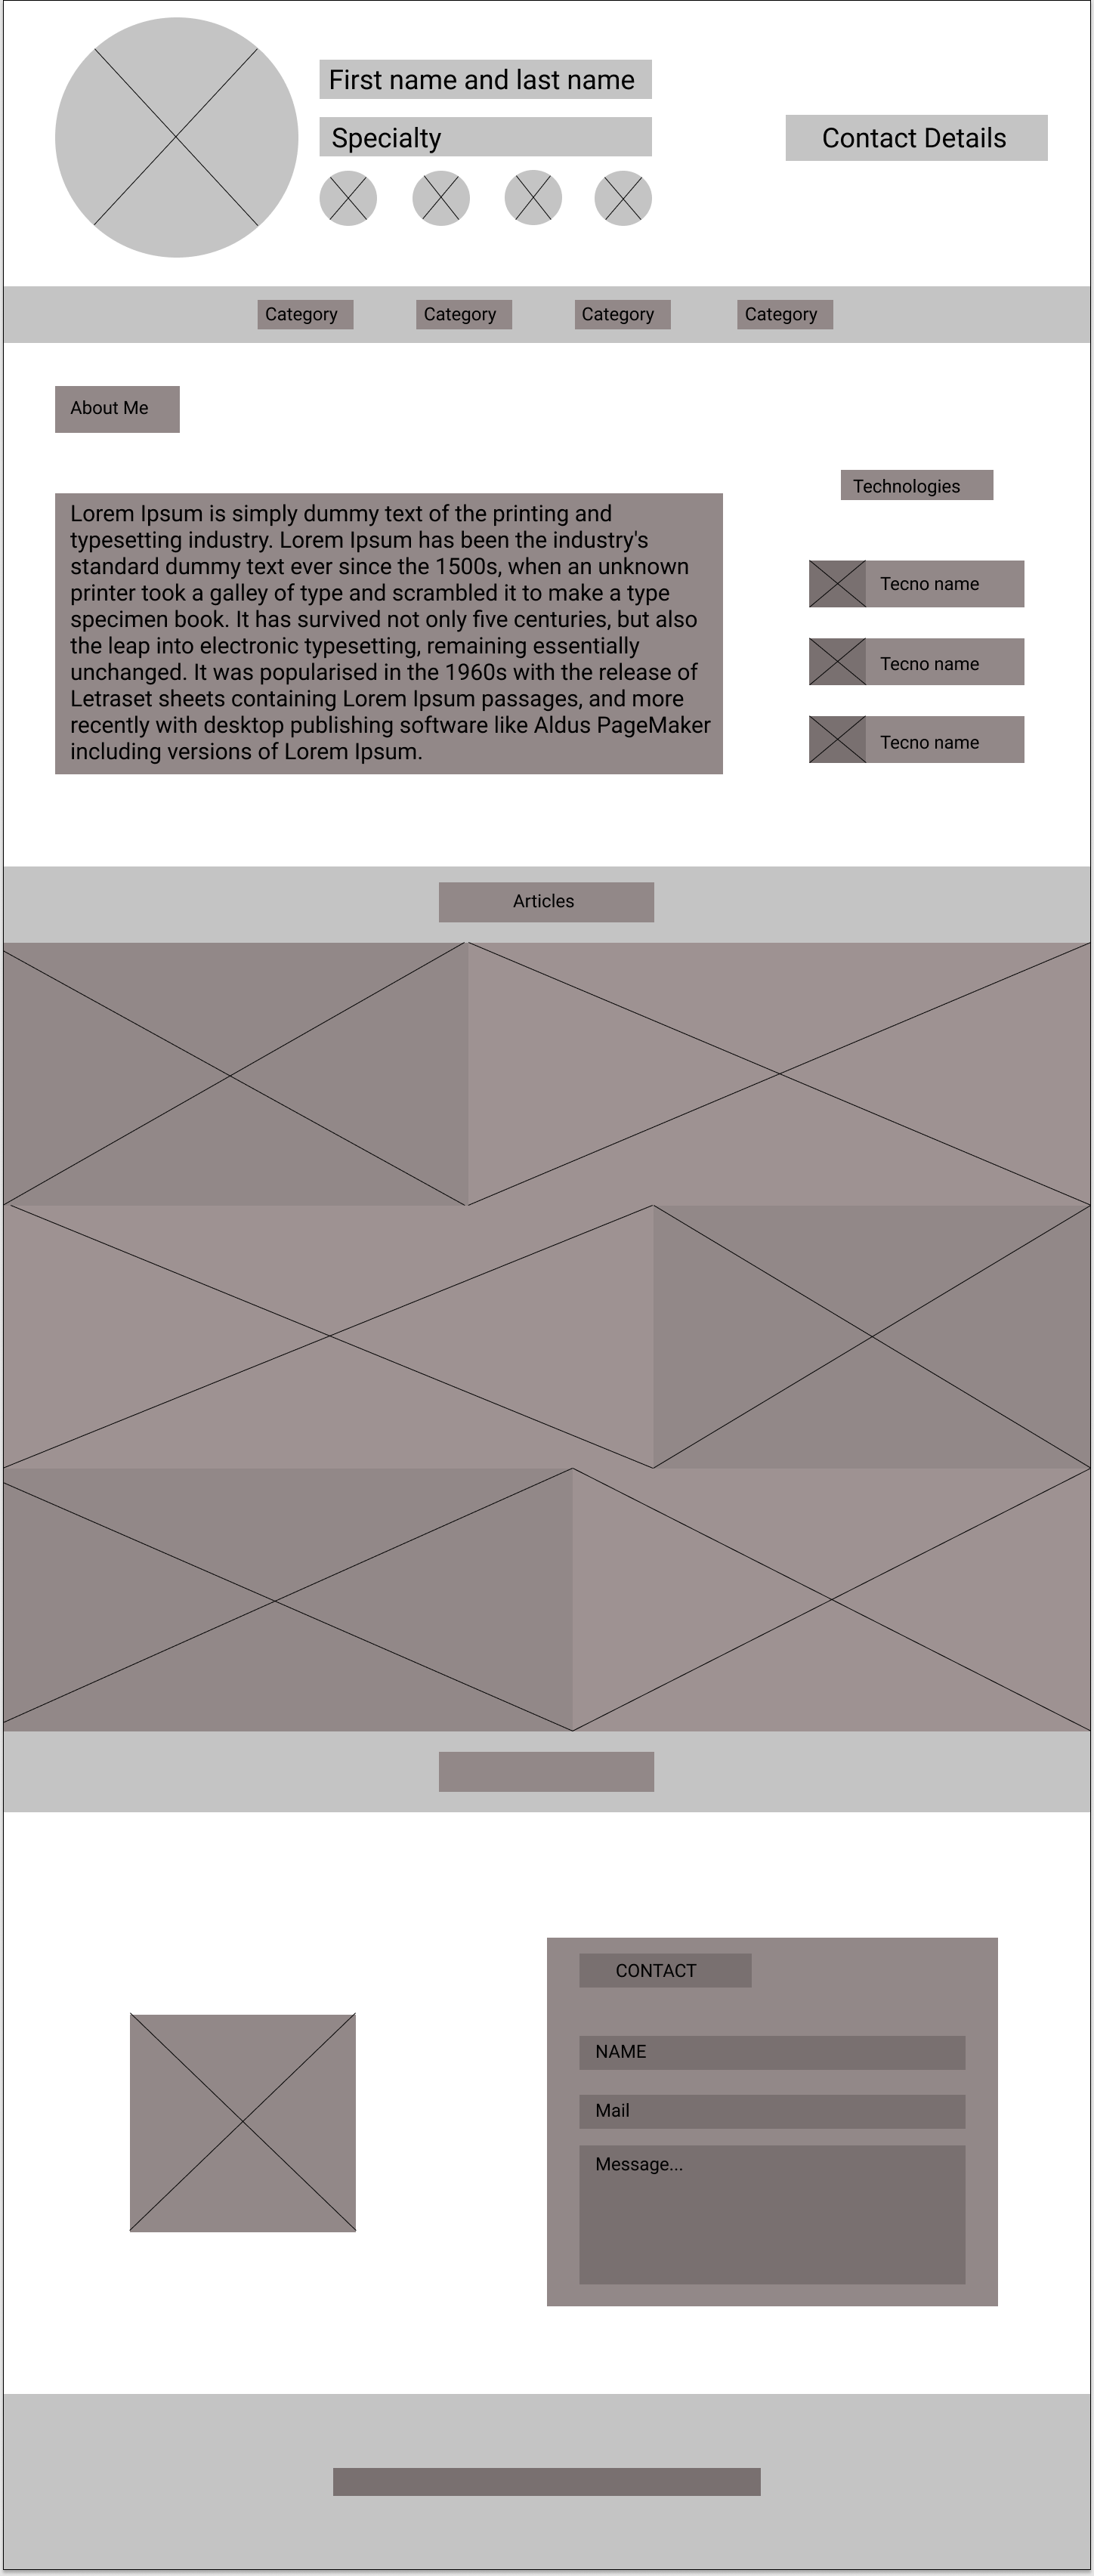 First name and last name
Specialty
Contact Details
Category
Category
Category
Category
About Me
Lorem Ipsum is simply dummy text of the printing and
typesetting industry. Lorem Ipsum has been the industry's
standard dummy text ever since the 1500s, when an unknown
printer took a galley of type and scrambled it to make a type
specimen book. It has survived not only five centuries, but also
the leap into electronic typesetting, remaining essentially
unchanged. It was popularised in the 1960s with the release of
Letraset sheets containing Lorem Ipsum passages, and more
recently with desktop publishing software like Aldus PageMaker
including versions of Lorem Ipsum.
Technologies
Tecno name
Tecno name
Tecno name
Articles
CONTACT
NAME
Mail
Message...